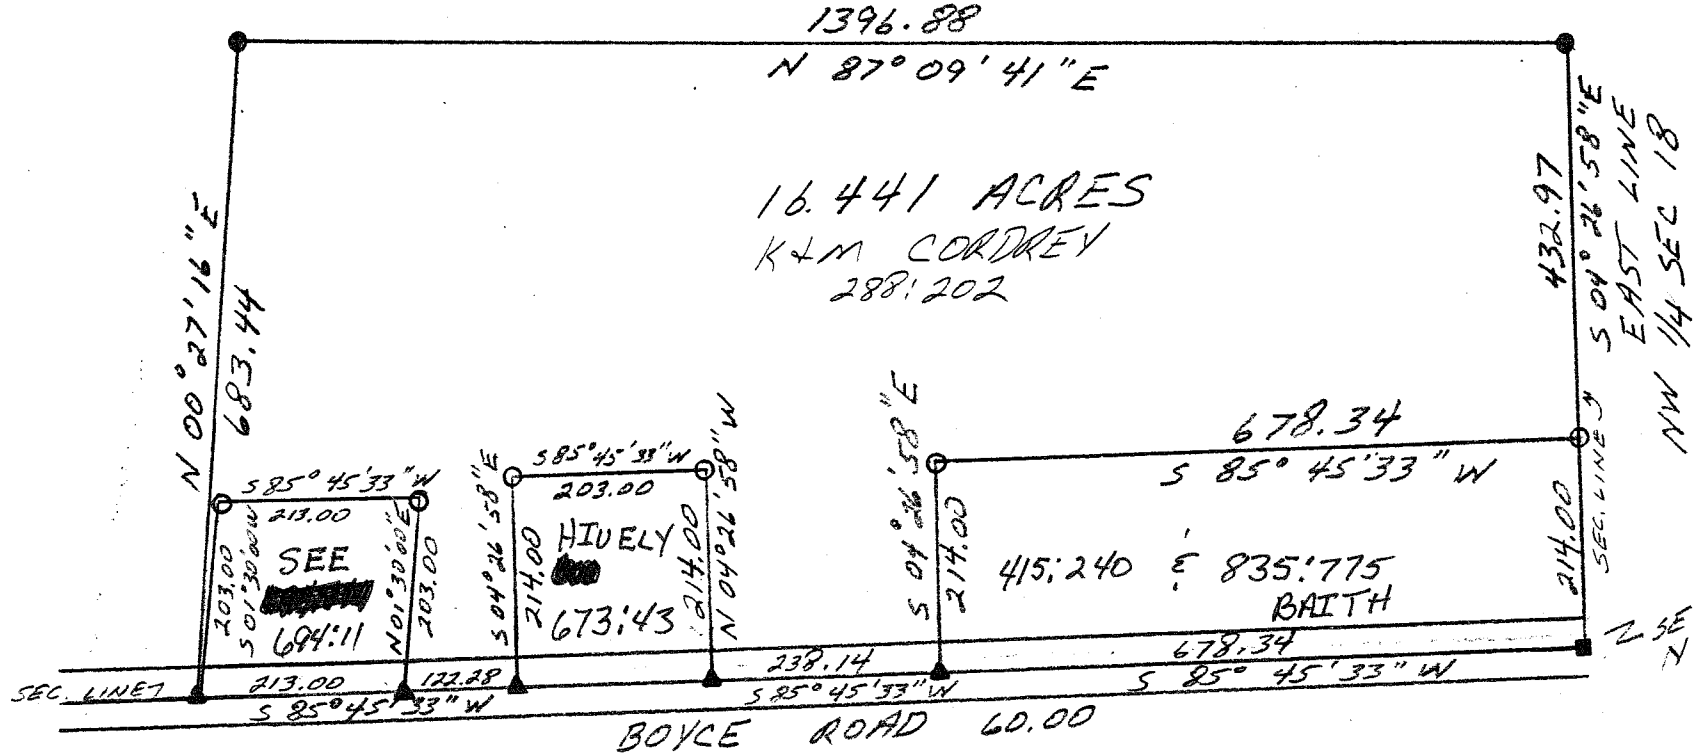 1396.88
N 87° 09' 41" E
16.441 ACRES
K&M CORDREY
288:202
N 00° 27' 16" E
683.44
432.97
S 04° 26' 58" E
EAST LINE
NW 1/4 SEC 18
S 85° 45' 33" W
213.00
203.00
S 01° 30' 00" W
SEE
694:11
N 01° 30' 00" E
203.00
S 04° 26' 58" E
214.00
S 85° 45' 33" W
203.00
HIVELY
673:43
214.00
N 04° 26' 58" W
S 04° 26' 58" E
214.00
678.34
S 85° 45' 33" W
415:240 & 835:775
BAITH
214.00
SEC. LINE
SEC. LINE
213.00
S 85° 45' 33" W
122.28
238.14
S 85° 45' 33" W
678.34
S 85° 45' 33" W
BOYCE ROAD 60.00
SE